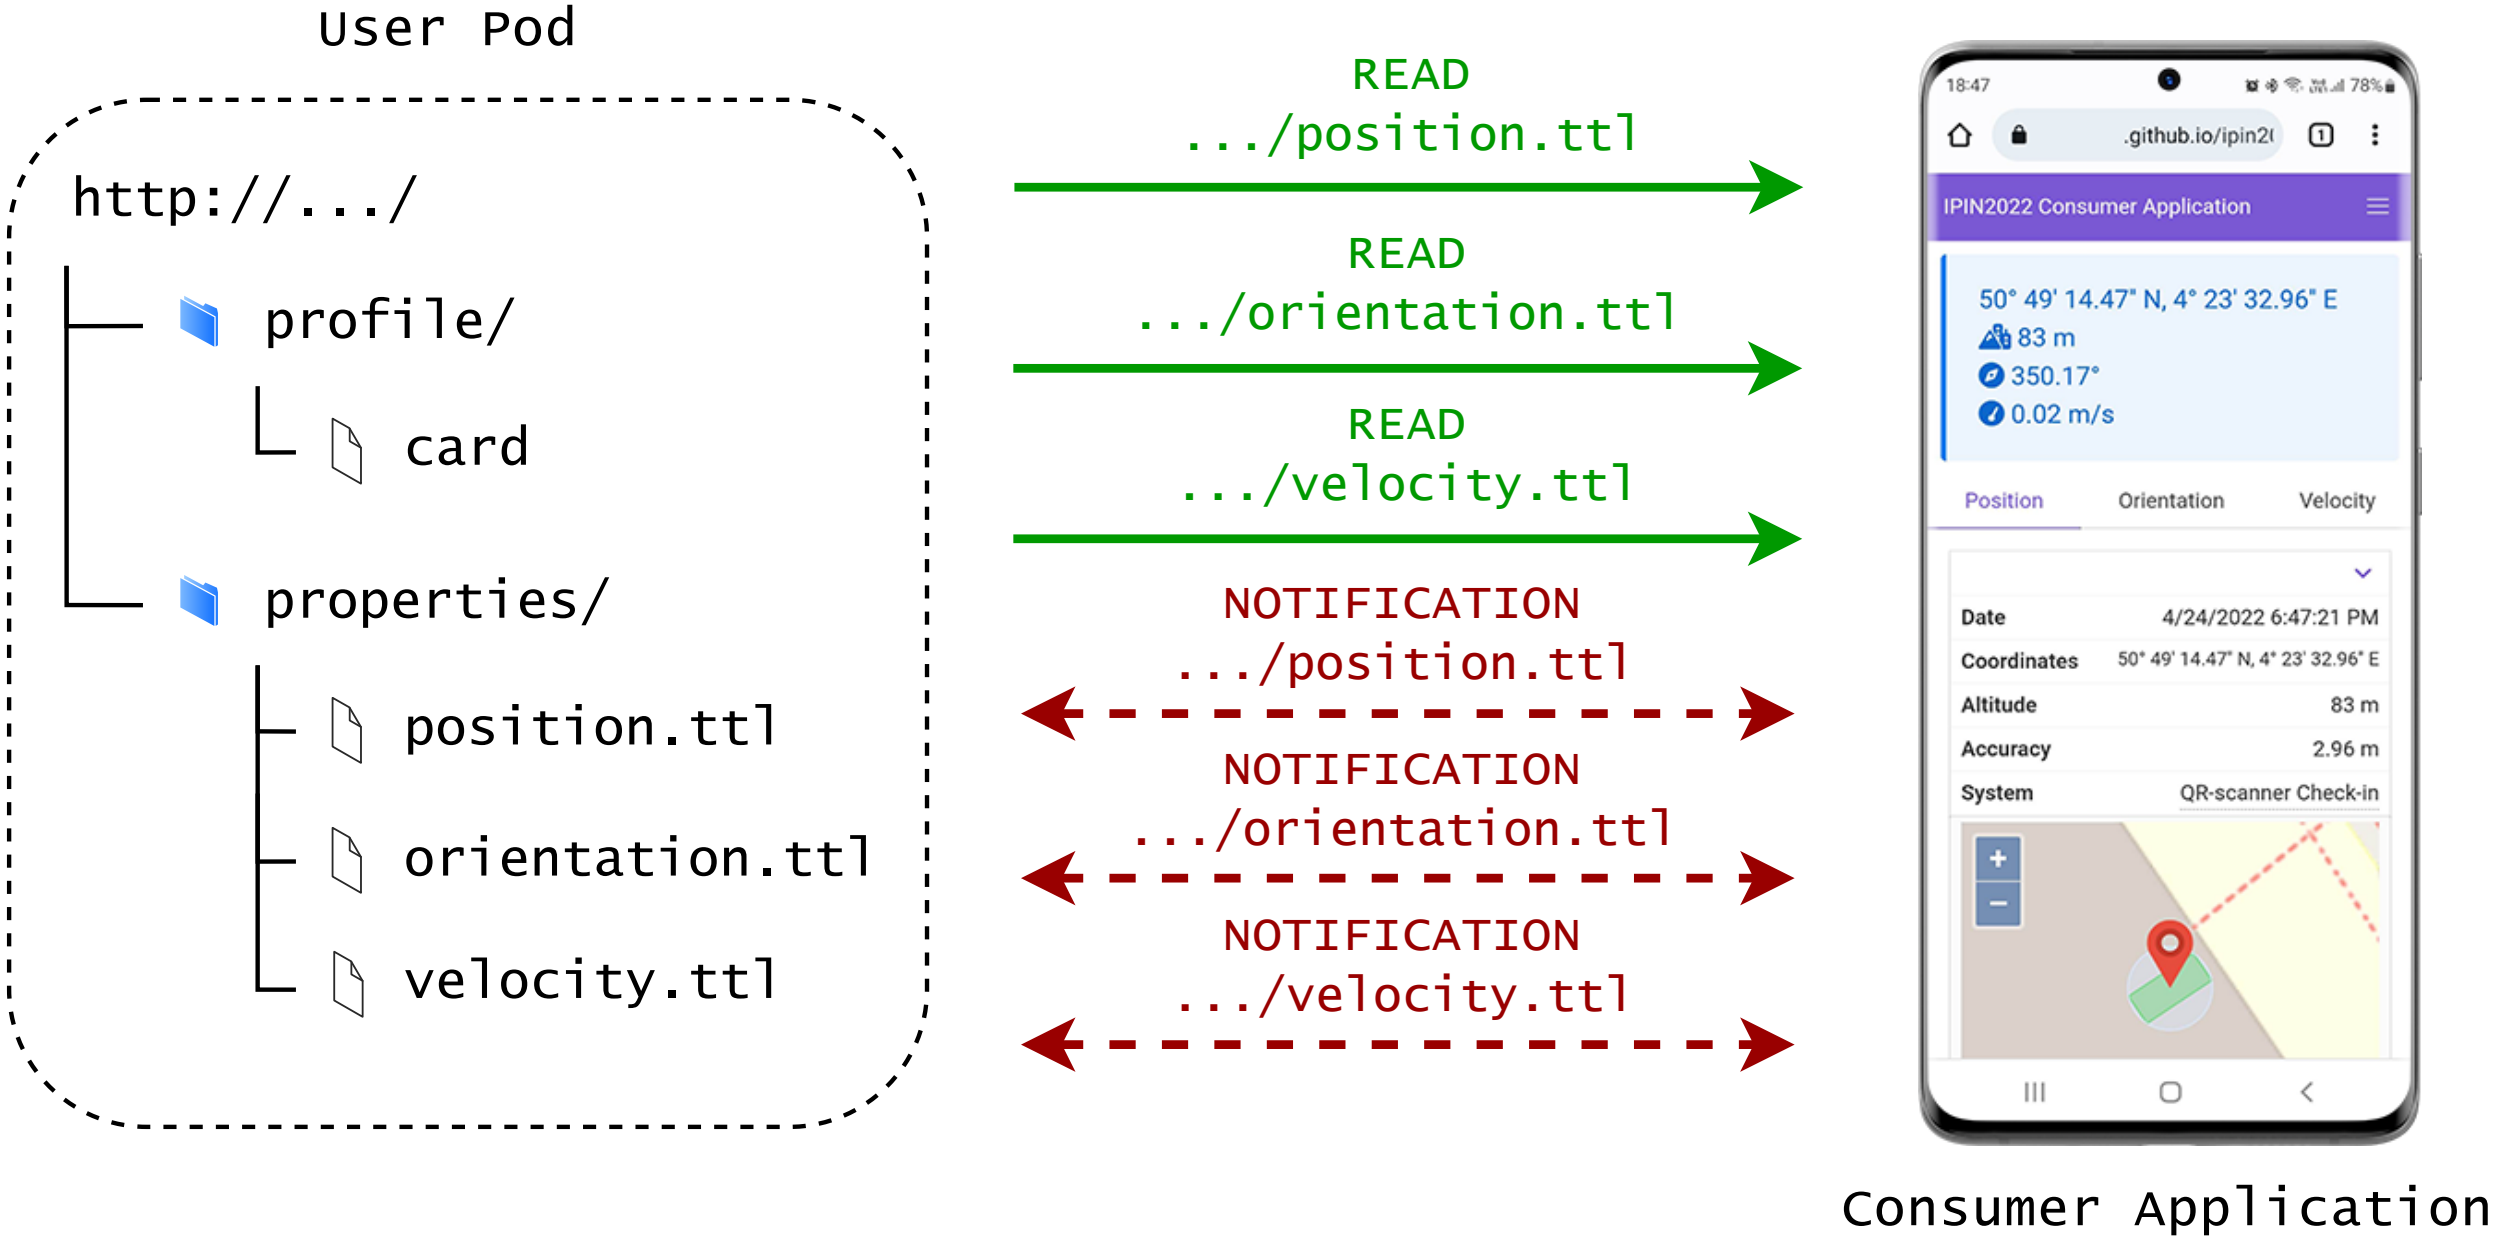 User Pod
http://.../
profile/
card
properties/
position.ttl
orientation.ttl
velocity.ttl
READ
.../position.ttl
READ
.../orientation.ttl
READ
.../velocity.ttl
NOTIFICATION
.../position.ttl
NOTIFICATION
.../orientation.ttl
NOTIFICATION
.../velocity.ttl
18:47
78%
.github.io/ipin2
1
IPIN2022 Consumer Application
50° 49' 14.47" N, 4° 23' 32.96" E
83 m
350.17°
0.02 m/s
Position Orientation Velocity
Date 4/24/2022 6:47:21 PM
Coordinates 50° 49' 14.47" N, 4° 23' 32.96" E
Altitude 83 m
Accuracy 2.96 m
System QR-scanner Check-in
+
−
Consumer Application